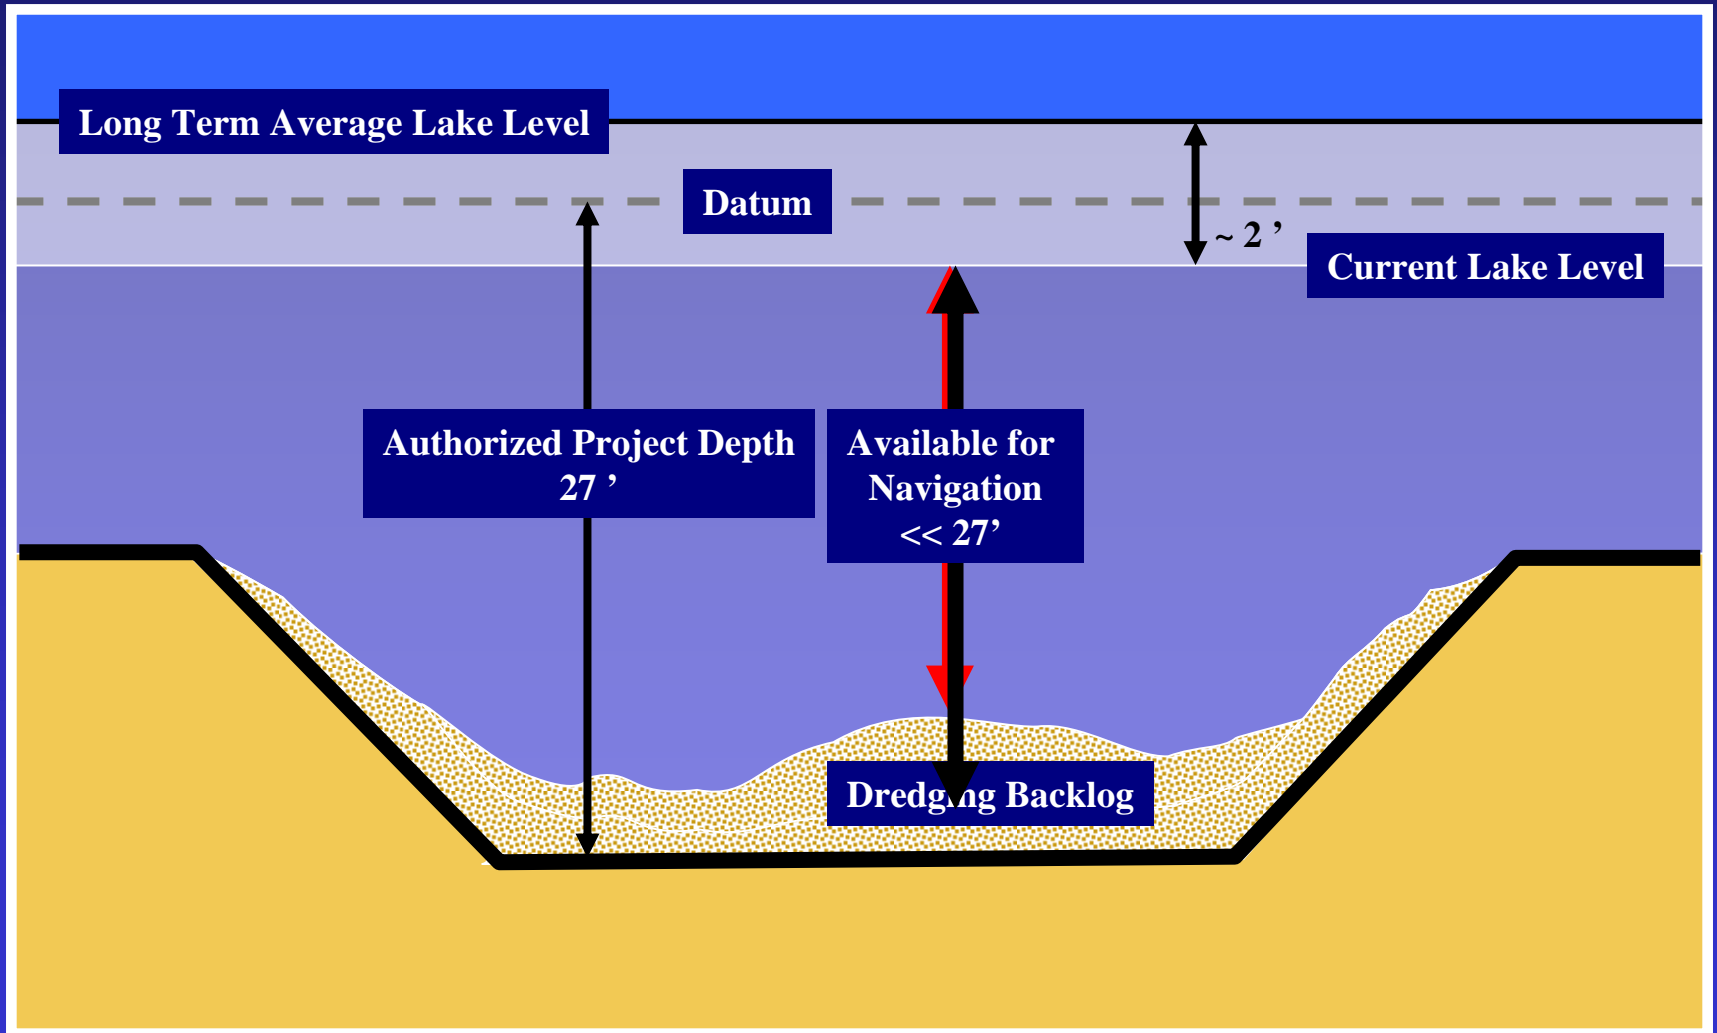 Long Term Average Lake Level
Datum
~ 2 ’
Current Lake Level
Authorized Project Depth
27 ’
Available for
Navigation
<< 27’
Dredging Backlog